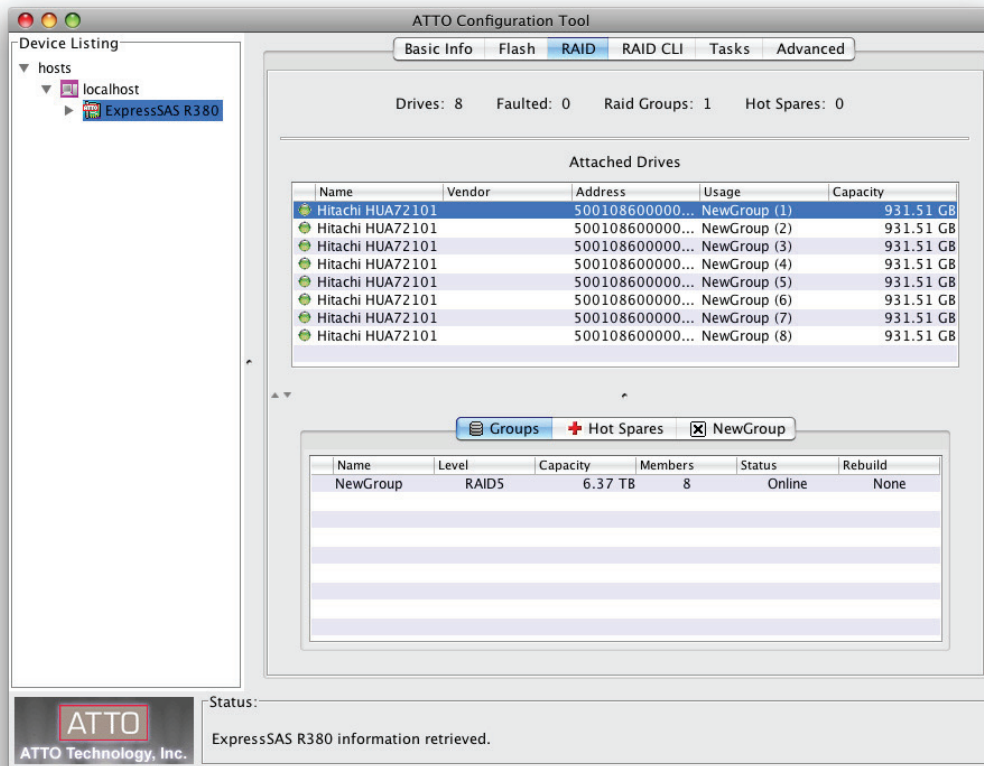 ATTO Configuration Tool
Device Listing
hosts
localhost
ExpressSAS R380
Basic Info Flash RAID RAID CLI Tasks Advanced
Drives: 8 Faulted: 0 Raid Groups: 1 Hot Spares: 0
Attached Drives
Name Vendor Address Usage Capacity
Hitachi HUA72101 500108600000... NewGroup (1) 931.51 GB
Hitachi HUA72101 500108600000... NewGroup (2) 931.51 GB
Hitachi HUA72101 500108600000... NewGroup (3) 931.51 GB
Hitachi HUA72101 500108600000... NewGroup (4) 931.51 GB
Hitachi HUA72101 500108600000... NewGroup (5) 931.51 GB
Hitachi HUA72101 500108600000... NewGroup (6) 931.51 GB
Hitachi HUA72101 500108600000... NewGroup (7) 931.51 GB
Hitachi HUA72101 500108600000... NewGroup (8) 931.51 GB
Groups Hot Spares NewGroup
Name Level Capacity Members Status Rebuild
NewGroup RAID5 6.37 TB 8 Online None
ATTO
ATTO Technology, Inc.
Status:
ExpressSAS R380 information retrieved.